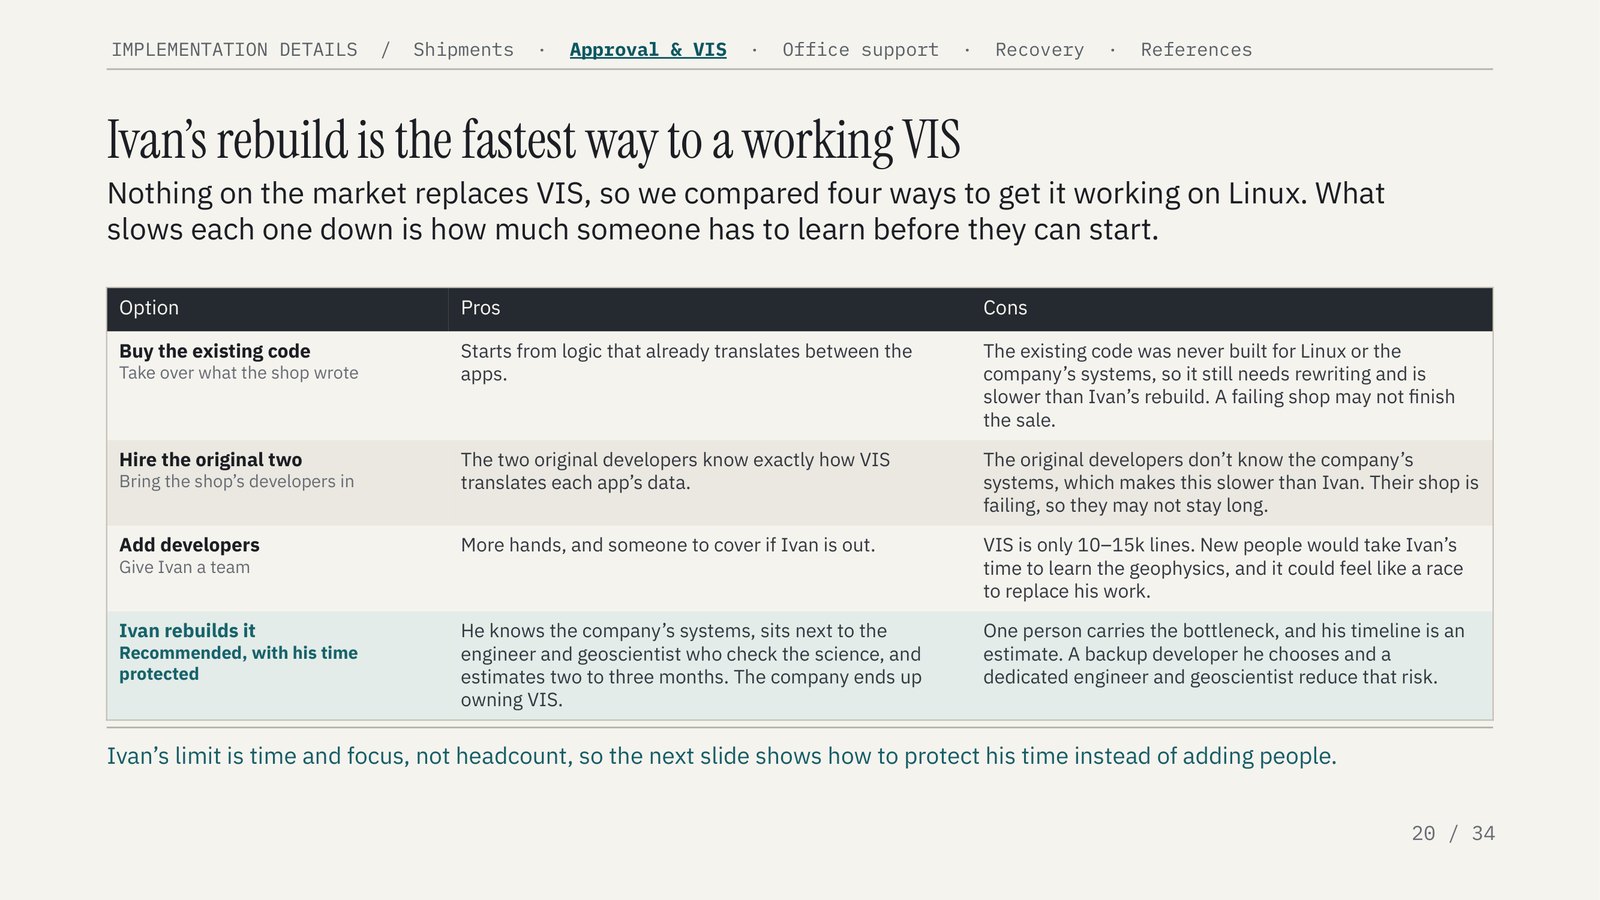 IMPLEMENTATION DETAILS / Shipments · Approval & VIS · Office support · Recovery · References
Ivan’s rebuild is the fastest way to a working VIS
Nothing on the market replaces VIS, so we compared four ways to get it working on Linux. What
slows each one down is how much someone has to learn before they can start.
Option
Pros
Cons
Buy the existing code
Take over what the shop wrote
Starts from logic that already translates between the
apps.
The existing code was never built for Linux or the
company’s systems, so it still needs rewriting and is
slower than Ivan’s rebuild. A failing shop may not finish
the sale.
Hire the original two
Bring the shop’s developers in
The two original developers know exactly how VIS
translates each app’s data.
The original developers don’t know the company’s
systems, which makes this slower than Ivan. Their shop is
failing, so they may not stay long.
Add developers
Give Ivan a team
More hands, and someone to cover if Ivan is out.
VIS is only 10–15k lines. New people would take Ivan’s
time to learn the geophysics, and it could feel like a race
to replace his work.
Ivan rebuilds it
Recommended, with his time
protected
He knows the company’s systems, sits next to the
engineer and geoscientist who check the science, and
estimates two to three months. The company ends up
owning VIS.
One person carries the bottleneck, and his timeline is an
estimate. A backup developer he chooses and a
dedicated engineer and geoscientist reduce that risk.
Ivan’s limit is time and focus, not headcount, so the next slide shows how to protect his time instead of adding people.
20 / 34